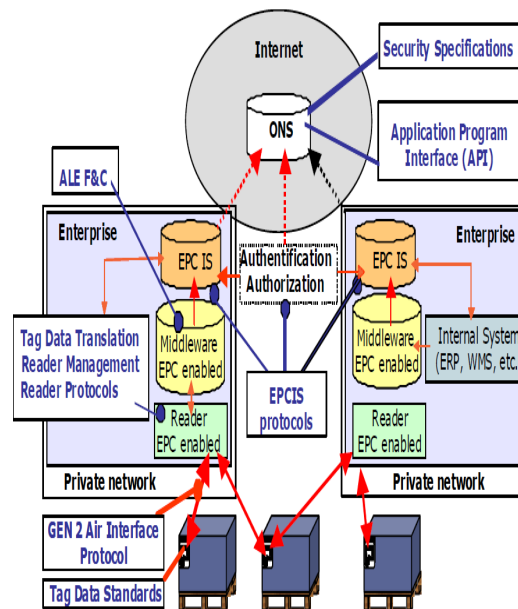 Internet
Security Specifications
ONS
Application Program
Interface (API)
ALE F&C
Enterprise
EPC IS
Authentification
Authorization
Enterprise
EPC IS
Tag Data Translation
Reader Management
Reader Protocols
Middleware
EPC enabled
Middleware
EPC enabled
Internal System
(ERP, WMS, etc.
EPCIS
protocols
Reader
EPC enabled
Reader
EPC enabled
Private network
Private network
GEN 2 Air Interface
Protocol
Tag Data Standards